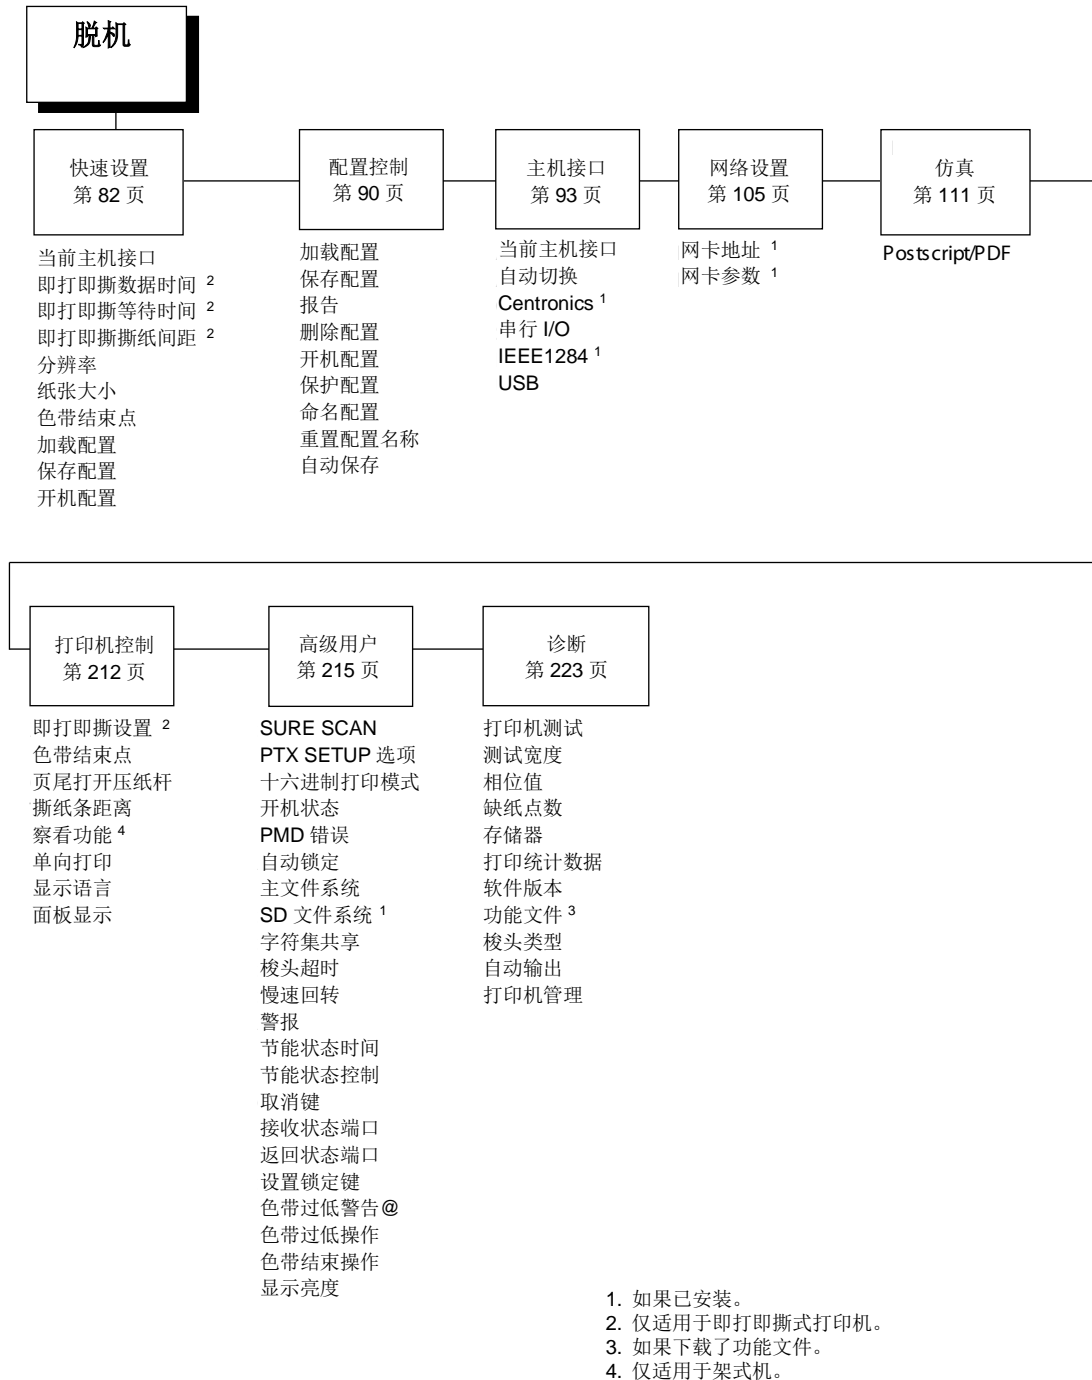 脱机
快速设置
第 82 页
当前主机接口
即打即撕数据时间 2
即打即撕等待时间 2
即打即撕撕纸间距 2
分辨率
纸张大小
色带结束点
加载配置
保存配置
开机配置
配置控制
第 90 页
加载配置
保存配置
报告
删除配置
开机配置
保护配置
命名配置
重置配置名称
自动保存
主机接口
第 93 页
当前主机接口
自动切换
Centronics 1
串行 I/O
IEEE1284 1
USB
网络设置
第 105 页
网卡地址 1
网卡参数 1
仿真
第 111 页
Postscript/PDF
打印机控制
第 212 页
即打即撕设置 2
色带结束点
页尾打开压纸杆
撕纸条距离
察看功能 4
单向打印
显示语言
面板显示
高级用户
第 215 页
SURE SCAN
PTX SETUP 选项
十六进制打印模式
开机状态
PMD 错误
自动锁定
主文件系统
SD 文件系统 1
字符集共享
梭头超时
慢速回转
警报
节能状态时间
节能状态控制
取消键
接收状态端口
返回状态端口
设置锁定键
色带过低警告@
色带过低操作
色带结束操作
显示亮度
诊断
第 223 页
打印机测试
测试宽度
相位值
缺纸点数
存储器
打印统计数据
软件版本
功能文件 3
梭头类型
自动输出
打印机管理
1. 如果已安装。
2. 仅适用于即打即撕式打印机。
3. 如果下载了功能文件。
4. 仅适用于架式机。